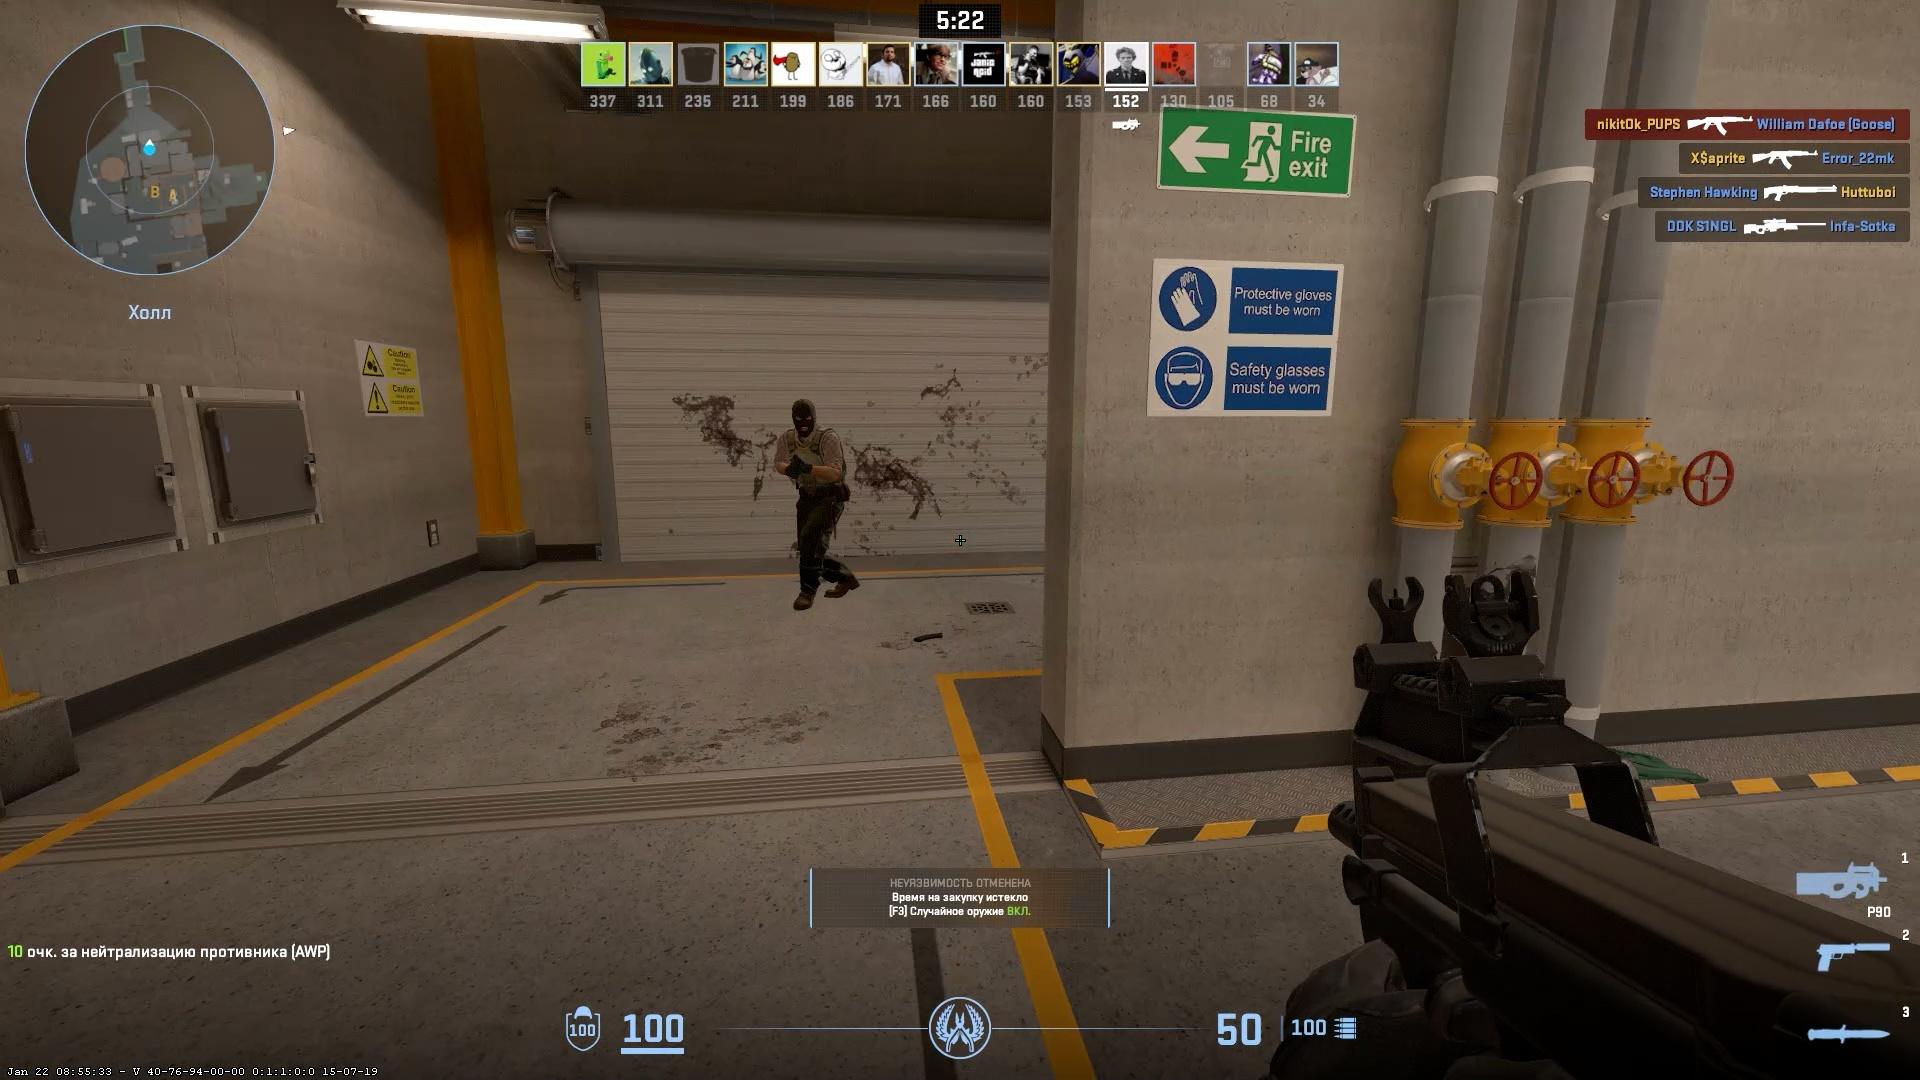 5:22
337 311 235 211 199 186 171 166 160 160 153 152 130 105 68 34
Janic
Acid
Fire
exit
nikitOk_PUPS William Dafoe (Goose)
X$aprite Error_22mk
Stephen Hawking Huttuboi
DDK S1NGL Infa-Sotka
B A
Холл
Protective gloves
must be worn
Safety glasses
must be worn
Caution
Caution
НЕУЯЗВИМОСТЬ ОТМЕНЕНА
Время на закупку истекло
[F3] Случайное оружие ВКЛ.
10 очк. за нейтрализацию противника (AWP)
1
P90
2
3
100 100
50 100
Jan 22 08:55:33 - V 40-76-94-00-00 0:1:1:0:0 15-07-19